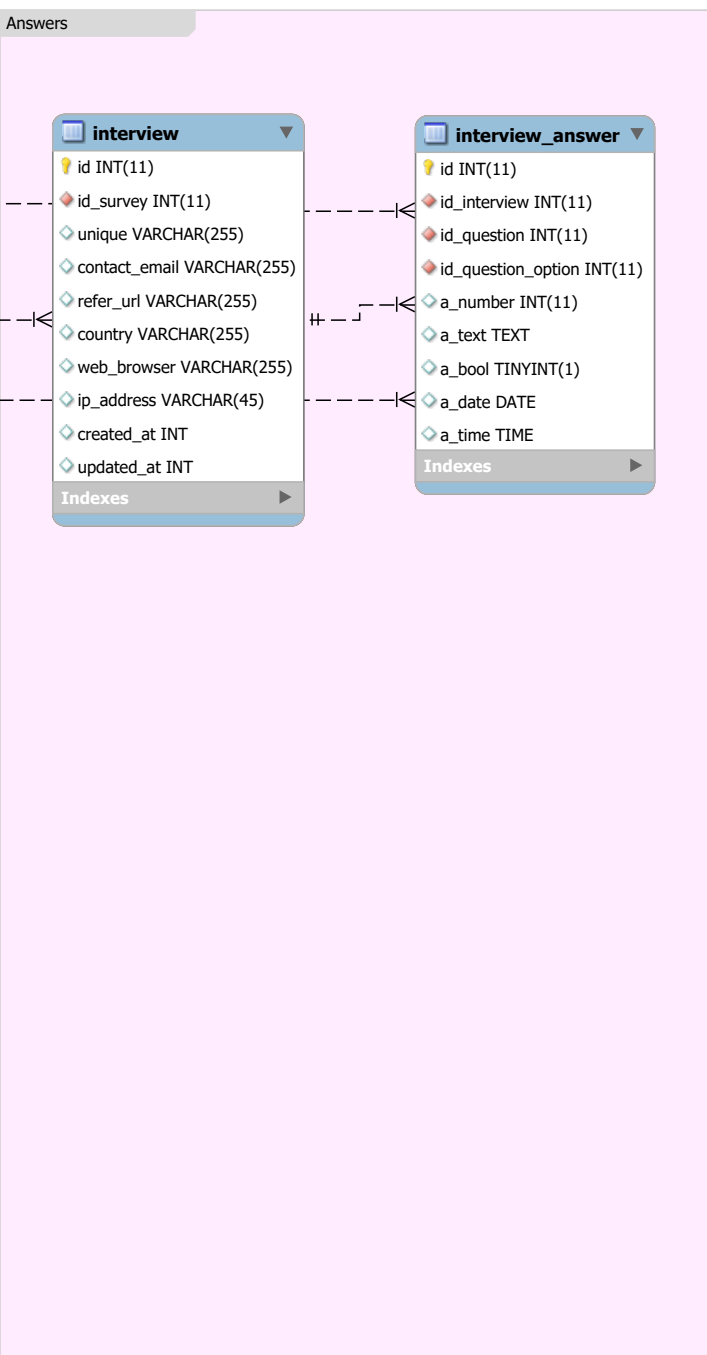 Answers
interview
id INT(11)
id_survey INT(11)
unique VARCHAR(255)
contact_email VARCHAR(255)
refer_url VARCHAR(255)
country VARCHAR(255)
web_browser VARCHAR(255)
ip_address VARCHAR(45)
created_at INT
updated_at INT
Indexes
interview_answer
id INT(11)
id_interview INT(11)
id_question INT(11)
id_question_option INT(11)
a_number INT(11)
a_text TEXT
a_bool TINYINT(1)
a_date DATE
a_time TIME
Indexes